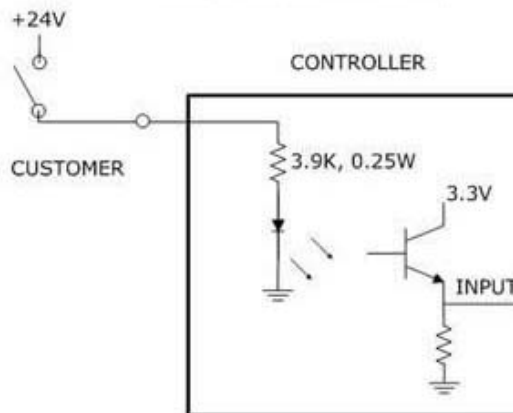 +24V
CONTROLLER
CUSTOMER
3.9K, 0.25W
3.3V
INPUT